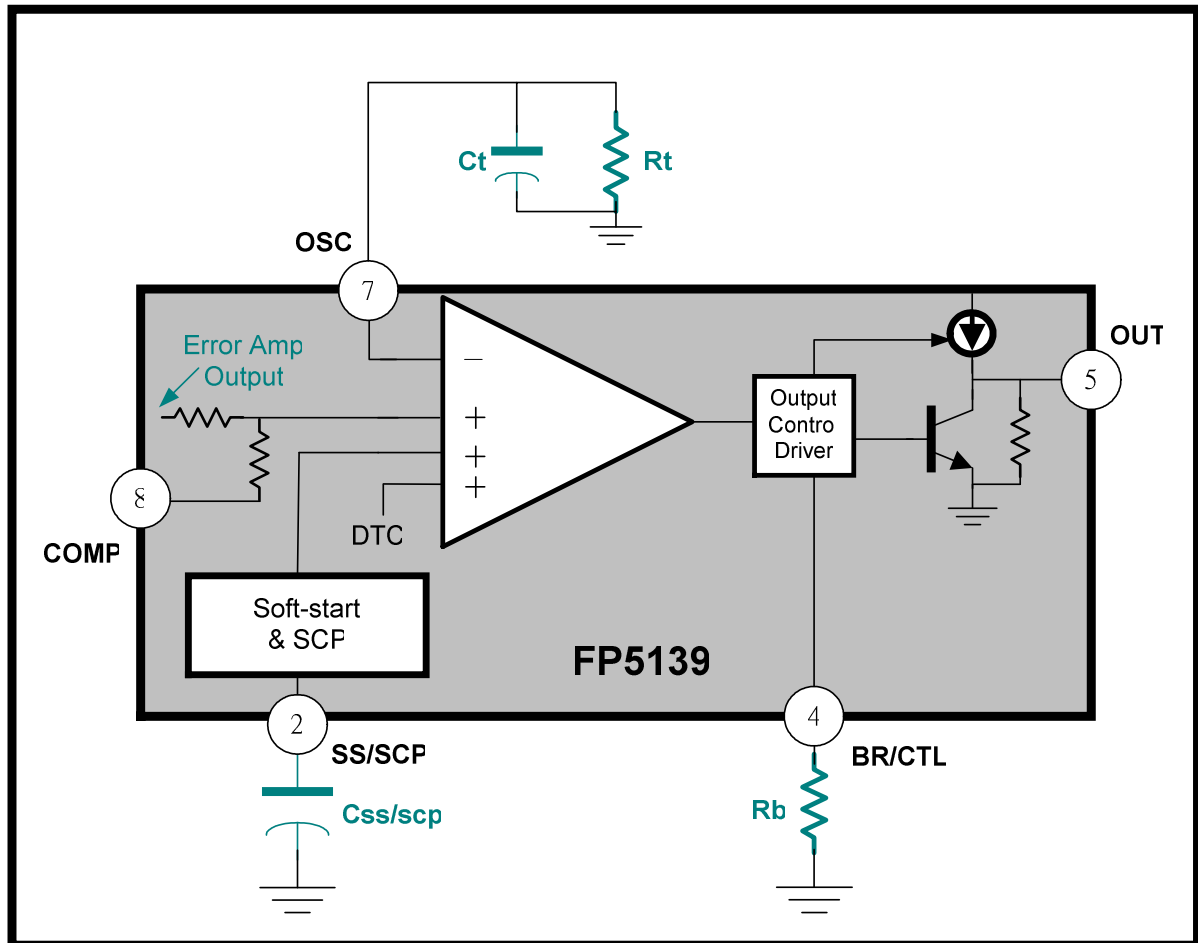 Ct
Rt
OSC
7
Error Amp
Output
−
+
+
+
DTC
8
COMP
Output
Contro
Driver
OUT
5
Soft-start
& SCP
FP5139
2
SS/SCP
4
BR/CTL
Css/scp
Rb